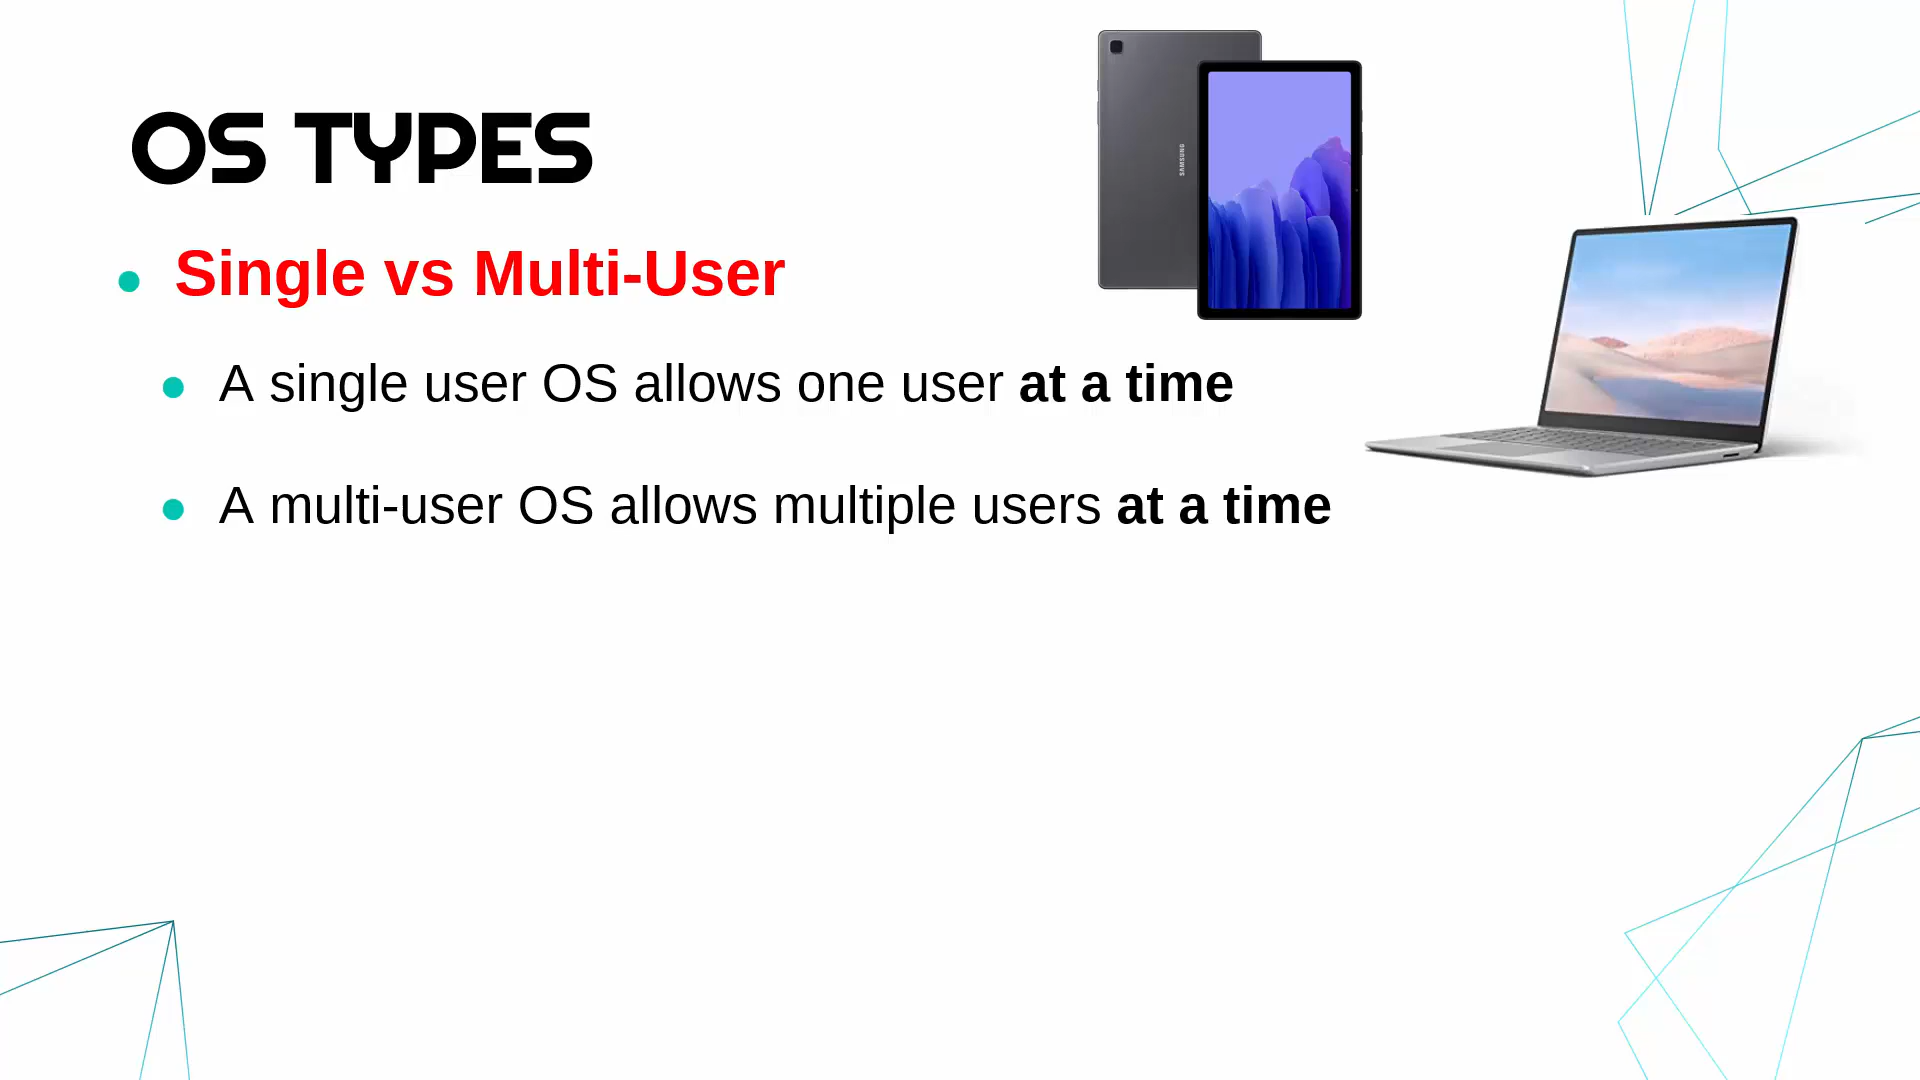 OS TYPES
Single vs Multi-User
A single user OS allows one user at a time
A multi-user OS allows multiple users at a time
SAMSUNG